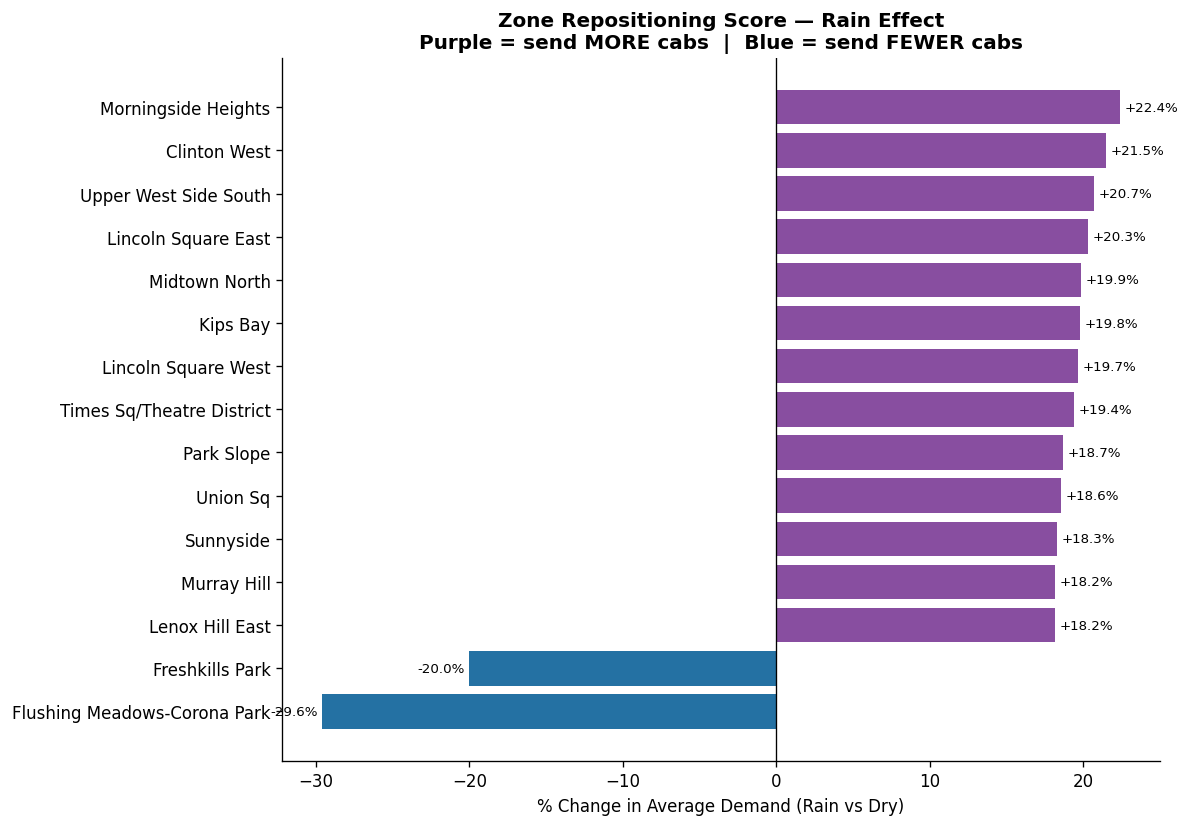 Zone Repositioning Score — Rain Effect
Purple = send MORE cabs | Blue = send FEWER cabs
Morningside Heights +22.4%
Clinton West +21.5%
Upper West Side South +20.7%
Lincoln Square East +20.3%
Midtown North +19.9%
Kips Bay +19.8%
Lincoln Square West +19.7%
Times Sq/Theatre District +19.4%
Park Slope +18.7%
Union Sq +18.6%
Sunnyside +18.3%
Murray Hill +18.2%
Lenox Hill East +18.2%
Freshkills Park -20.0%
Flushing Meadows-Corona Park -29.6%
−30 −20 −10 0 10 20
% Change in Average Demand (Rain vs Dry)